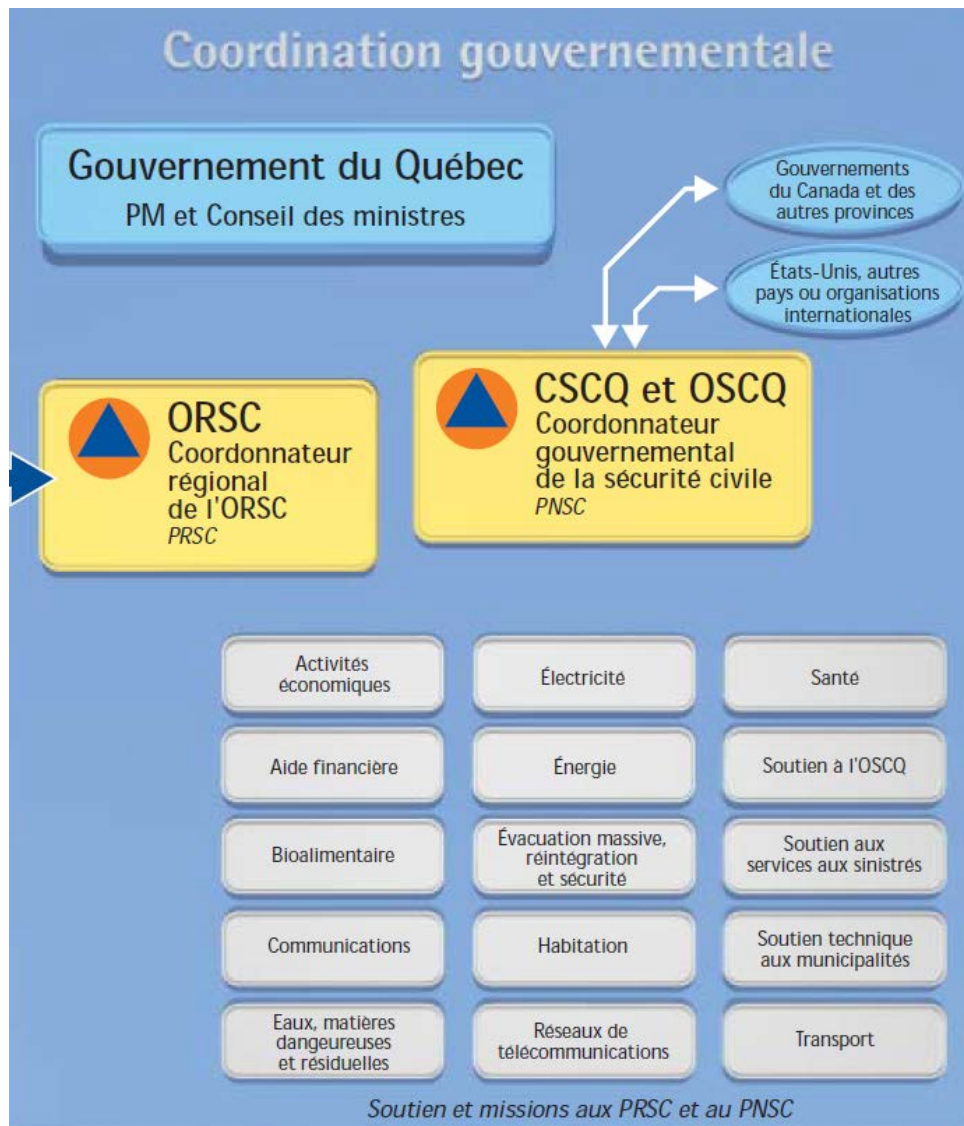 Coordination gouvernementale
Gouvernement du Québec
PM et Conseil des ministres
Gouvernements
du Canada et des
autres provinces
États-Unis, autres
pays ou organisations
internationales
ORSC
Coordonnateur
régional
de l'ORSC
PRSC
CSCQ et OSCQ
Coordonnateur
gouvernemental
de la sécurité civile
PNSC
Activités
économiques
Électricité
Santé
Aide financière
Énergie
Soutien à l'OSCQ
Bioalimentaire
Évacuation massive,
réintégration
et sécurité
Soutien aux
services aux sinistrés
Communications
Habitation
Soutien technique
aux municipalités
Eaux, matières
dangeureuses
et résiduelles
Réseaux de
télécommunications
Transport
Soutien et missions aux PRSC et au PNSC